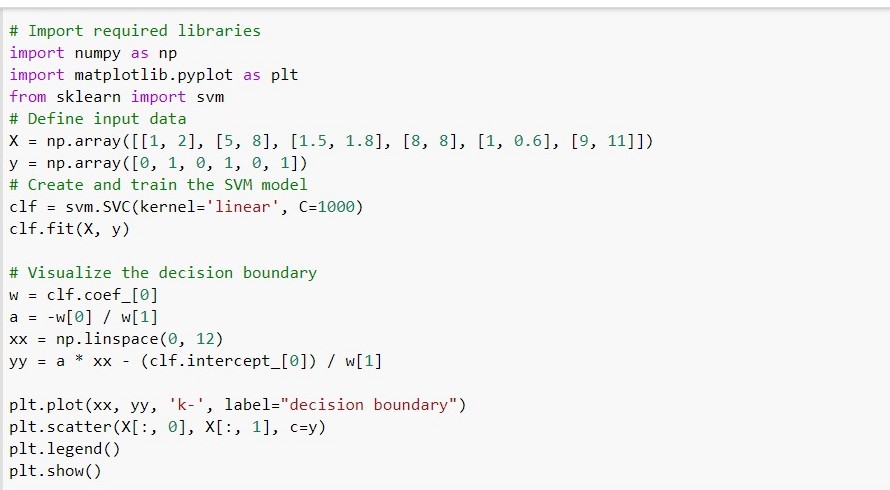 # Import required libraries
import numpy as np
import matplotlib.pyplot as plt
from sklearn import svm
# Define input data
X = np.array([[1, 2], [5, 8], [1.5, 1.8], [8, 8], [1, 0.6], [9, 11]])
y = np.array([0, 1, 0, 1, 0, 1])
# Create and train the SVM model
clf = svm.SVC(kernel='linear', C=1000)
clf.fit(X, y)
# Visualize the decision boundary
w = clf.coef_[0]
a = -w[0] / w[1]
xx = np.linspace(0, 12)
yy = a * xx - (clf.intercept_[0]) / w[1]
plt.plot(xx, yy, 'k-', label="decision boundary")
plt.scatter(X[:, 0], X[:, 1], c=y)
plt.legend()
plt.show()